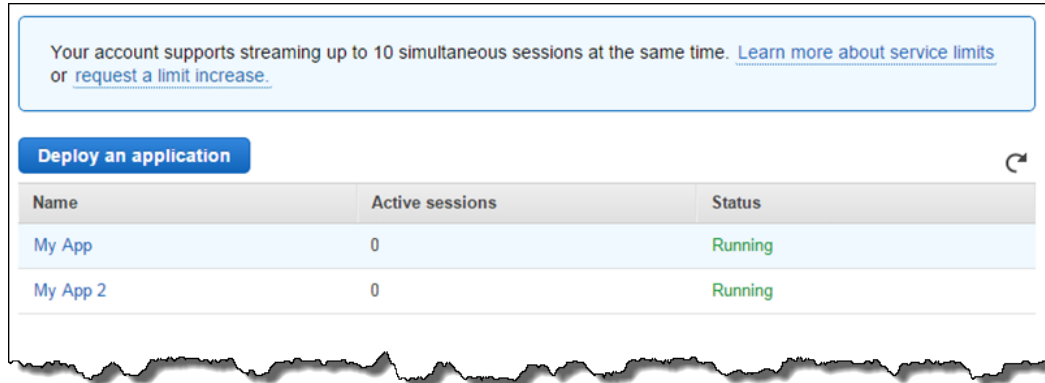 Your account supports streaming up to 10 simultaneous sessions at the same time. Learn more about service limits
or request a limit increase.
Deploy an application
Name Active sessions Status
My App 0 Running
My App 2 0 Running